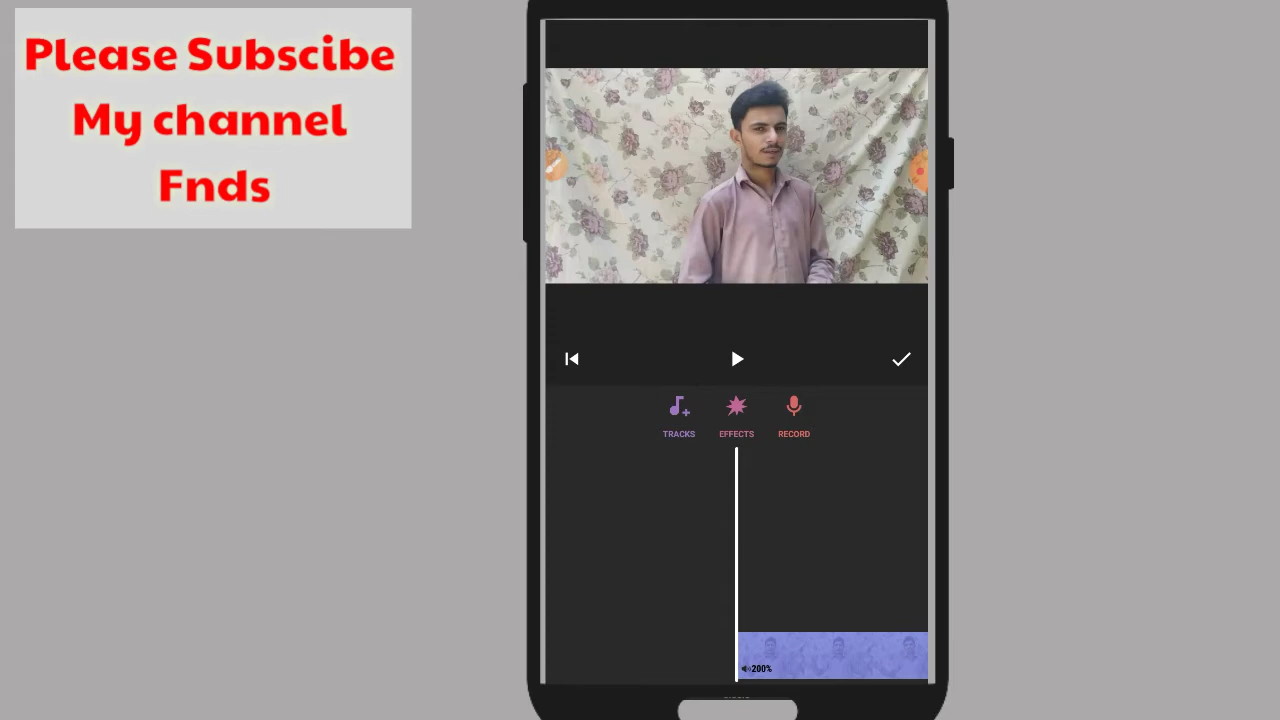 Please Subscibe
My channel
Fnds
TRACKS
EFFECTS
RECORD
200%